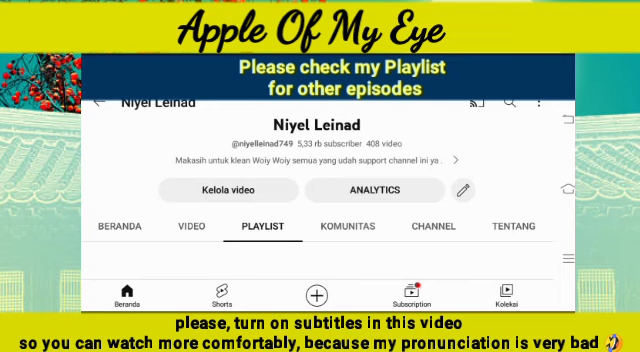 Apple Of My Eye
Please check my Playlist
for other episodes
Niyel Leinad
Niyel Leinad
@niyelleinad749 5,33 rb subscriber 408 video
Makasih untuk klean Woiy Woiy semua yang udah support channel ini ya .
Kelola video ANALYTICS
BERANDA VIDEO PLAYLIST KOMUNITAS CHANNEL TENTANG
Beranda Shorts Subscription Koleksi
please, turn on subtitles in this video
so you can watch more comfortably, because my pronunciation is very bad 🤣